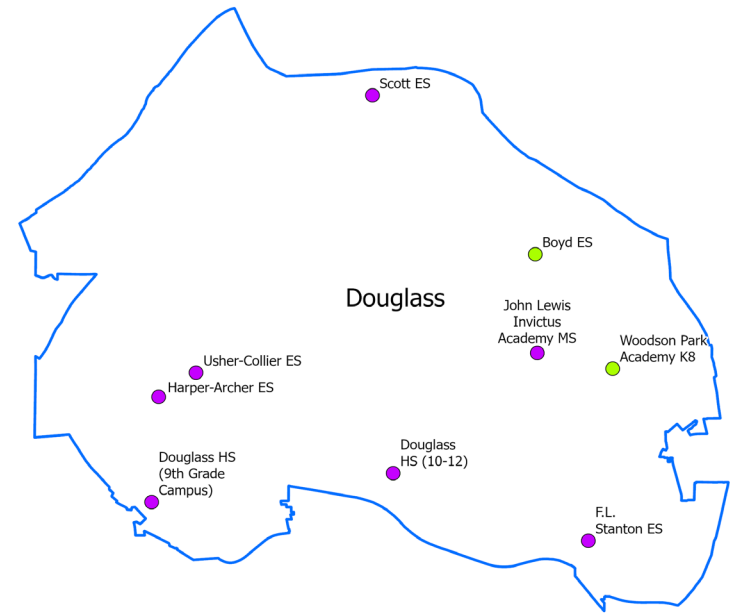 Scott ES
Boyd ES
Douglass
John Lewis
Invictus
Academy MS
Woodson Park
Academy K8
Usher-Collier ES
Harper-Archer ES
Douglass
HS (10-12)
Douglass HS
(9th Grade
Campus)
F.L.
Stanton ES